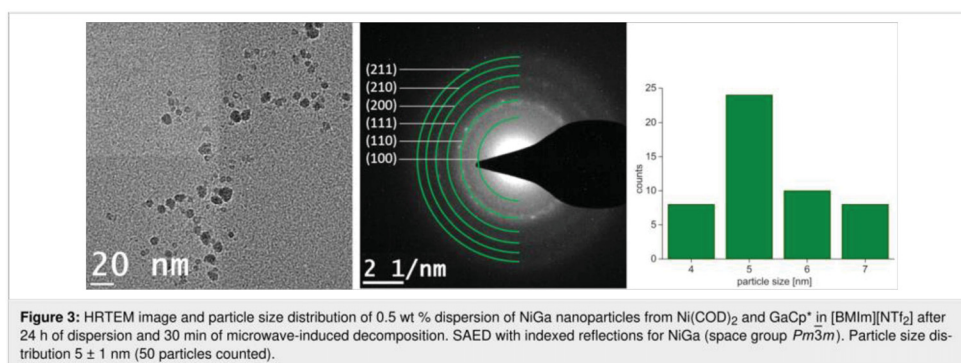 20 nm
(211)
(210)
(200)
(111)
(110)
(100)
2 1/nm
25
20
15
10
5
0
counts
4 5 6 7
particle size [nm]
Figure 3: HRTEM image and particle size distribution of 0.5 wt % dispersion of NiGa nanoparticles from Ni(COD)₂ and GaCp* in [BMIm][NTf₂] after
24 h of dispersion and 30 min of microwave-induced decomposition. SAED with indexed reflections for NiGa (space group Pm3̅m). Particle size dis-
tribution 5 ± 1 nm (50 particles counted).